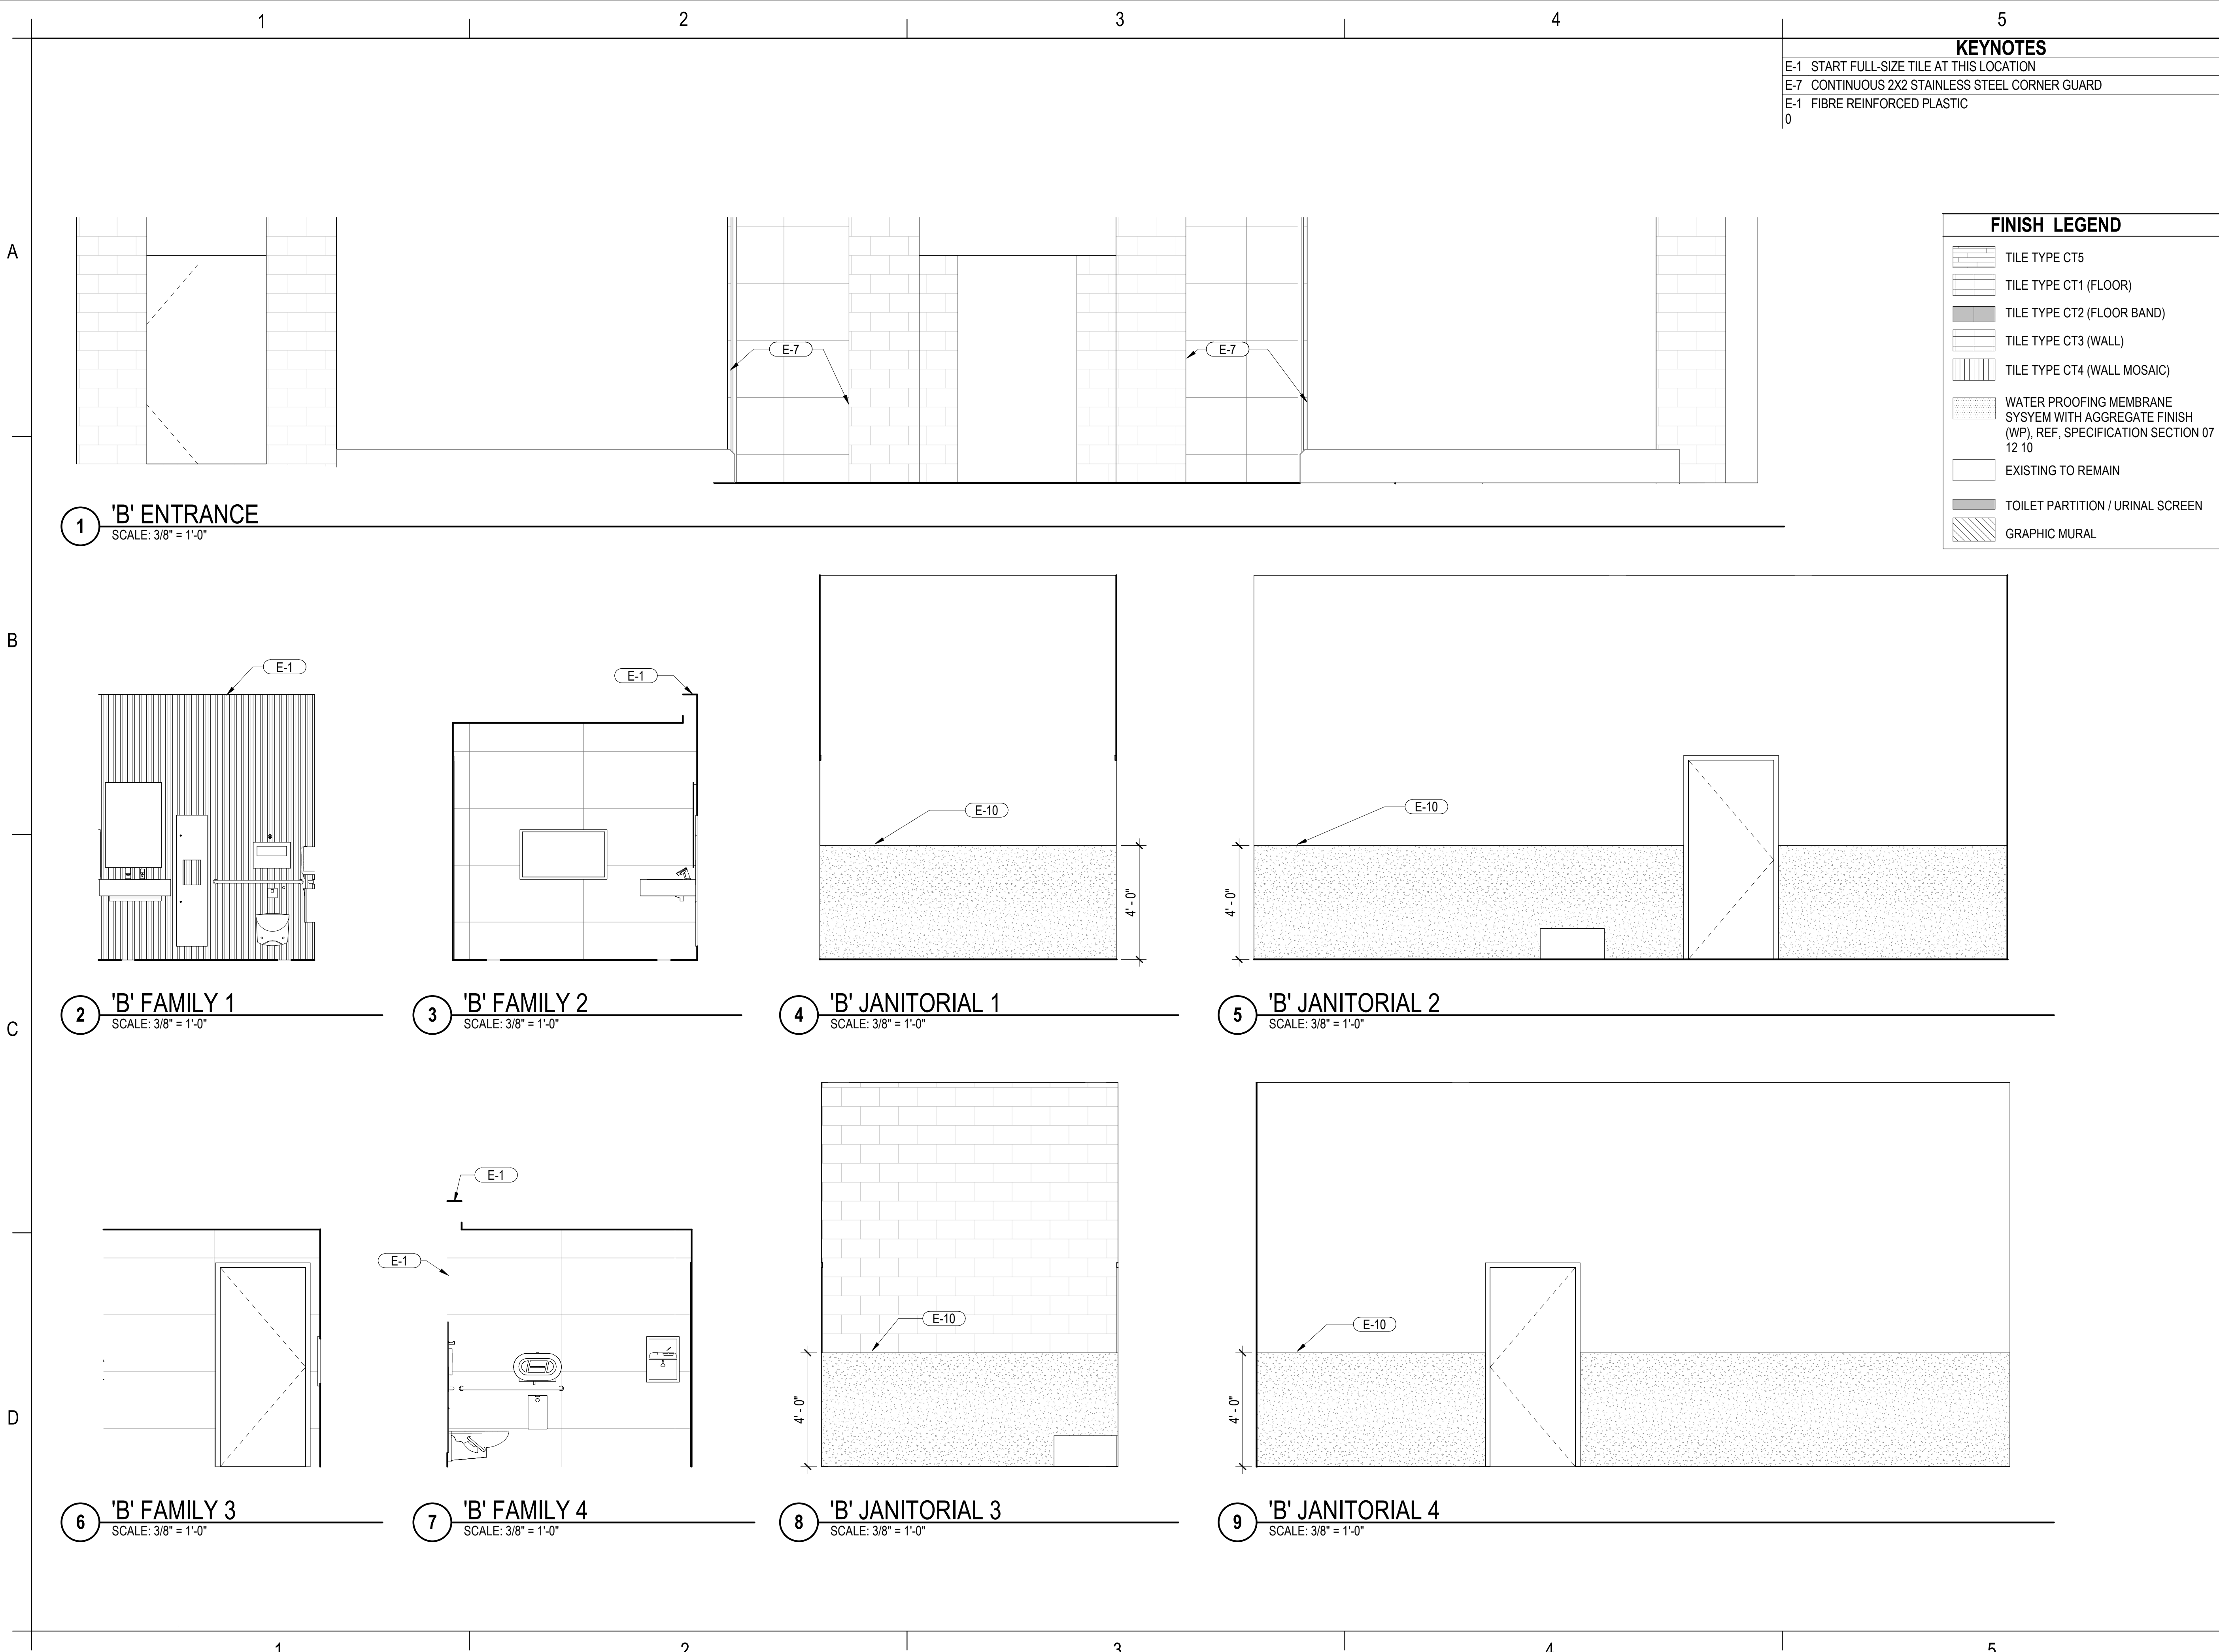 1 2 3 4 5
KEYNOTES
E-1 START FULL-SIZE TILE AT THIS LOCATION
E-7 CONTINUOUS 2X2 STAINLESS STEEL CORNER GUARD
E-1 FIBRE REINFORCED PLASTIC
0
FINISH LEGEND
TILE TYPE CT5
TILE TYPE CT1 (FLOOR)
TILE TYPE CT2 (FLOOR BAND)
TILE TYPE CT3 (WALL)
TILE TYPE CT4 (WALL MOSAIC)
WATER PROOFING MEMBRANE
SYSYEM WITH AGGREGATE FINISH
(WP), REF, SPECIFICATION SECTION 07
12 10
EXISTING TO REMAIN
TOILET PARTITION / URINAL SCREEN
GRAPHIC MURAL
A
E-7
E-7
1 'B' ENTRANCE
SCALE: 3/8" = 1'-0"
B
E-1
E-1
E-10
E-10
4' - 0"
4' - 0"
2 'B' FAMILY 1
SCALE: 3/8" = 1'-0"
3 'B' FAMILY 2
SCALE: 3/8" = 1'-0"
4 'B' JANITORIAL 1
SCALE: 3/8" = 1'-0"
5 'B' JANITORIAL 2
SCALE: 3/8" = 1'-0"
C
E-1
E-1
E-10
E-10
4' - 0"
4' - 0"
D
6 'B' FAMILY 3
SCALE: 3/8" = 1'-0"
7 'B' FAMILY 4
SCALE: 3/8" = 1'-0"
8 'B' JANITORIAL 3
SCALE: 3/8" = 1'-0"
9 'B' JANITORIAL 4
SCALE: 3/8" = 1'-0"
1 2 3 4 5